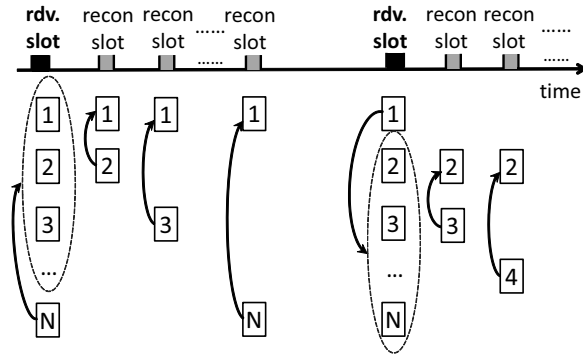 rdv. slot
recon slot
recon slot
......
......
recon slot
rdv. slot
recon slot
recon slot
......
......
time
1 1 1 1 1
2 2 2 2 2
3 3 3 3
... ...
4
N N N